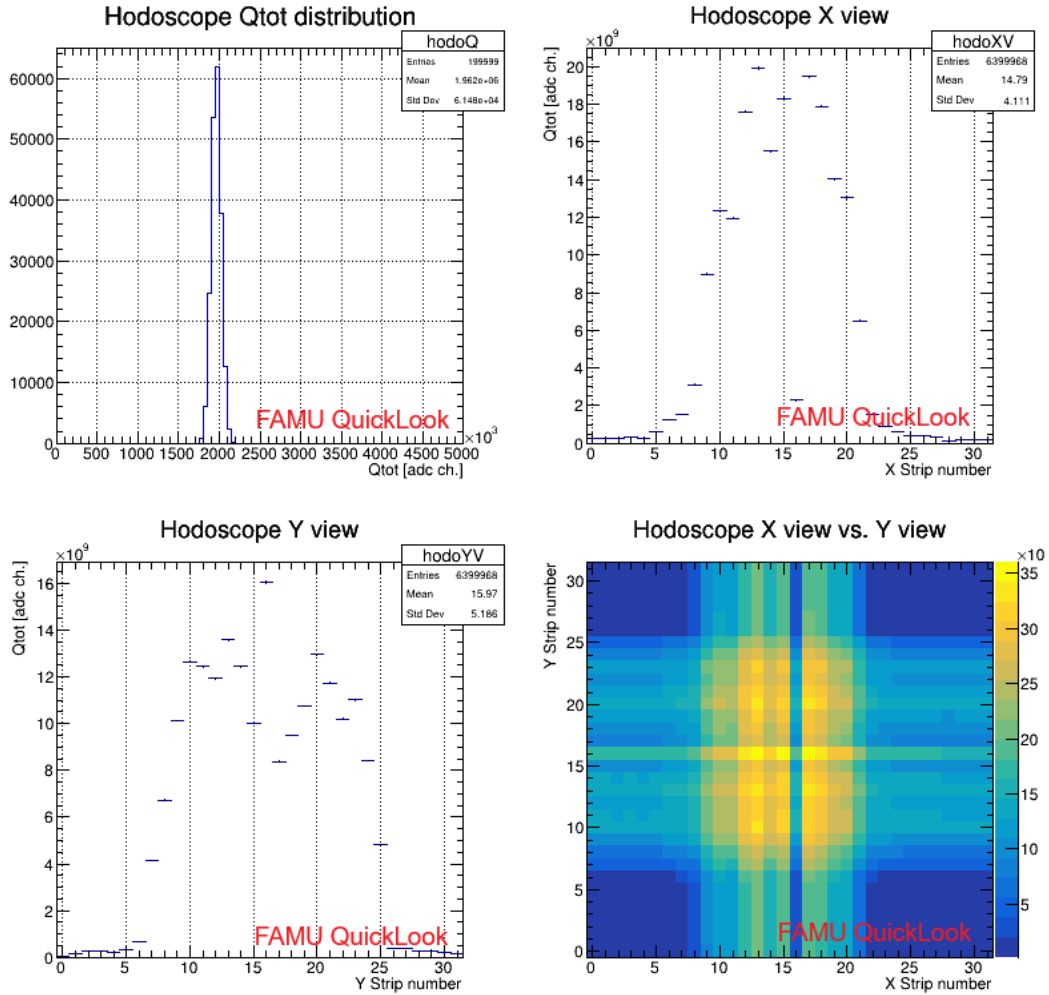 Hodoscope Qtot distribution
hodoQ
Entries 199999
Mean 1.962e+06
Std Dev 6.148e+04
60000
50000
40000
30000
20000
10000
0
0 500 1000 1500 2000 2500 3000 3500 4000 4500 5000
×10³
Qtot [adc ch.]
FAMU QuickLook
Hodoscope X view
×10⁹
hodoXV
Entries 6399968
Mean 14.79
Std Dev 4.111
Qtot [adc ch.]
20
18
16
14
12
10
8
6
4
2
0
0 5 10 15 20 25 30
X Strip number
FAMU QuickLook
Hodoscope Y view
×10⁹
hodoYV
Entries 6399968
Mean 15.97
Std Dev 5.186
Qtot [adc ch.]
16
14
12
10
8
6
4
2
0
0 5 10 15 20 25 30
Y Strip number
FAMU QuickLook
Hodoscope X view vs. Y view
×10
Y Strip number
30
25
20
15
10
5
0
0 5 10 15 20 25 30
X Strip number
35
30
25
20
15
10
5
FAMU QuickLook